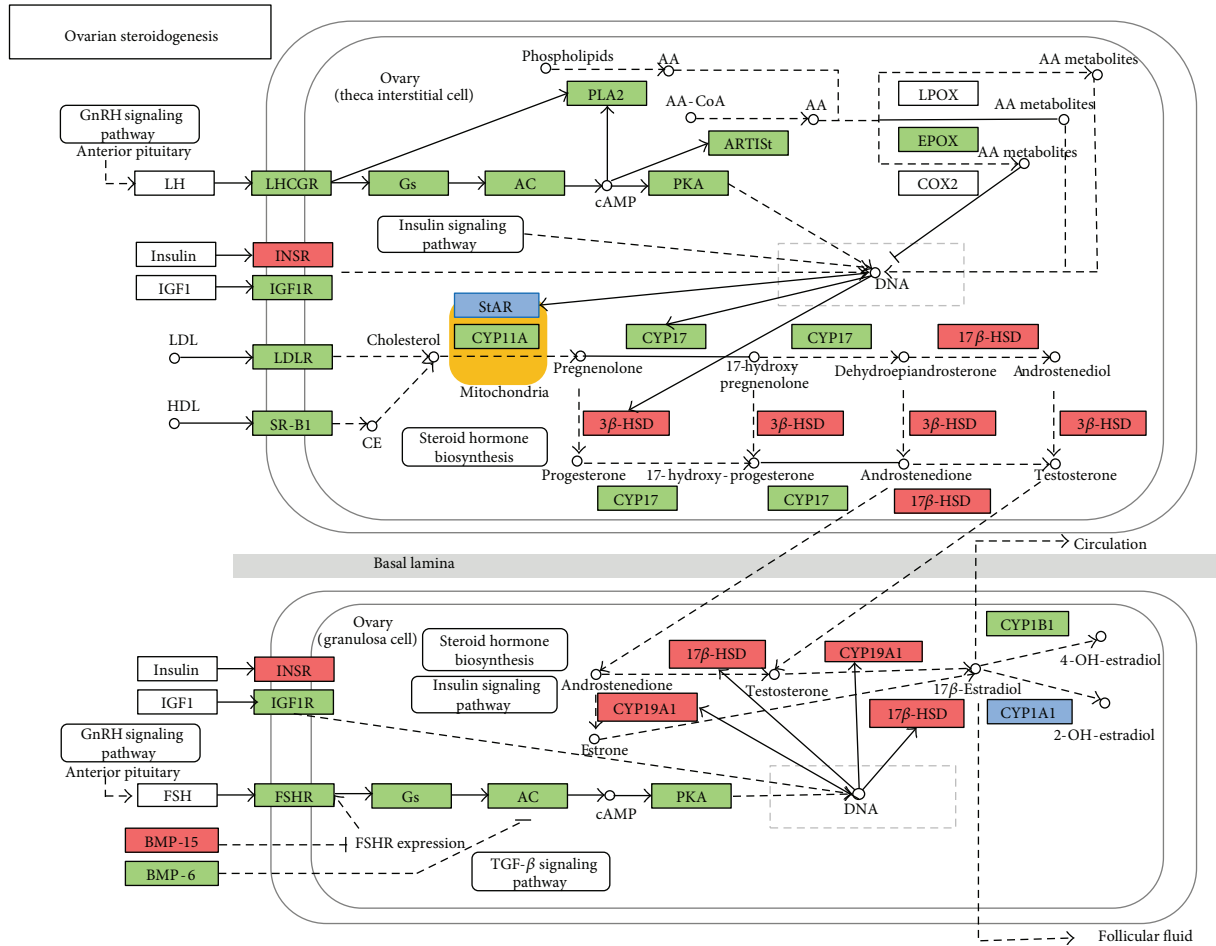 Ovarian steroidogenesis
Ovary
(theca interstitial cell)
Phospholipids
AA
AA metabolites
LPOX
PLA2
AA-CoA
AA
AA metabolites
GnRH signaling
pathway
Anterior pituitary
ARTISt
EPOX
AA metabolites
LH
LHCGR
Gs
AC
cAMP
PKA
COX2
Insulin signaling
pathway
Insulin
INSR
IGF1
IGF1R
DNA
StAR
LDL
Cholesterol
CYP11A
CYP17
CYP17
17β-HSD
LDLR
Pregnenolone
17-hydroxy
pregnenolone
Dehydroepiandrosterone
Androstenediol
Mitochondria
HDL
SR-B1
CE
3β-HSD
3β-HSD
3β-HSD
3β-HSD
Steroid hormone
biosynthesis
Progesterone
17-hydroxy-progesterone
Androstenedione
Testosterone
CYP17
CYP17
17β-HSD
Circulation
Basal lamina
Ovary
(granulosa cell)
Steroid hormone
biosynthesis
CYP1B1
Insulin
INSR
17β-HSD
CYP19A1
4-OH-estradiol
IGF1
IGF1R
Insulin signaling
pathway
Androstenedione
Testosterone
17β-Estradiol
CYP19A1
17β-HSD
CYP1A1
GnRH signaling
pathway
Estrone
2-OH-estradiol
Anterior pituitary
FSH
FSHR
Gs
AC
cAMP
PKA
DNA
BMP-15
FSHR expression
BMP-6
TGF-β signaling
pathway
Follicular fluid